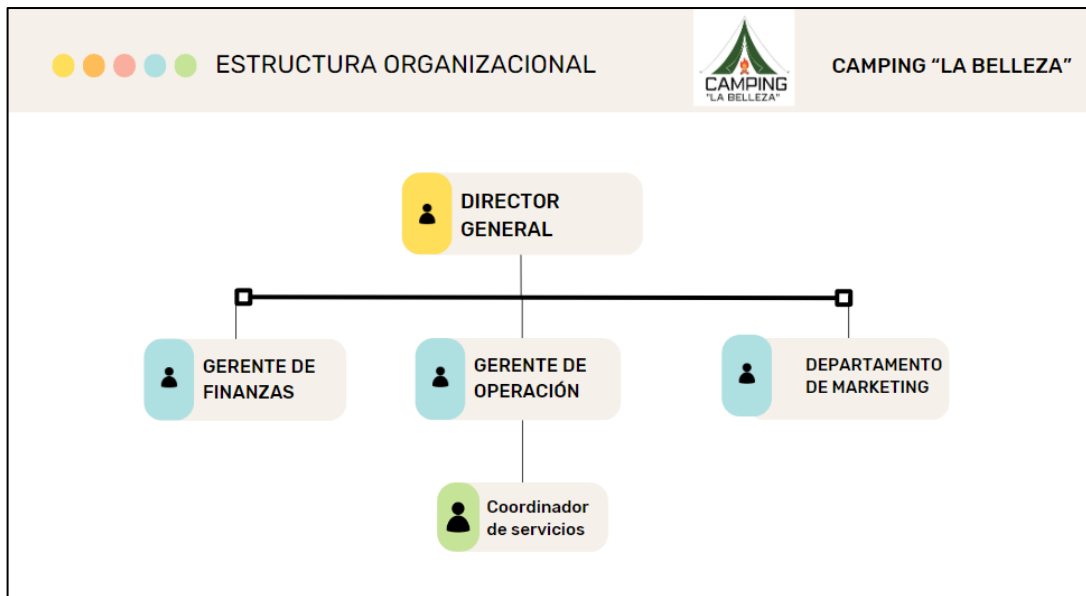 ESTRUCTURA ORGANIZACIONAL
CAMPING
"LA BELLEZA"
CAMPING “LA BELLEZA”
DIRECTOR
GENERAL
GERENTE DE
FINANZAS
GERENTE DE
OPERACIÓN
DEPARTAMENTO
DE MARKETING
Coordinador
de servicios